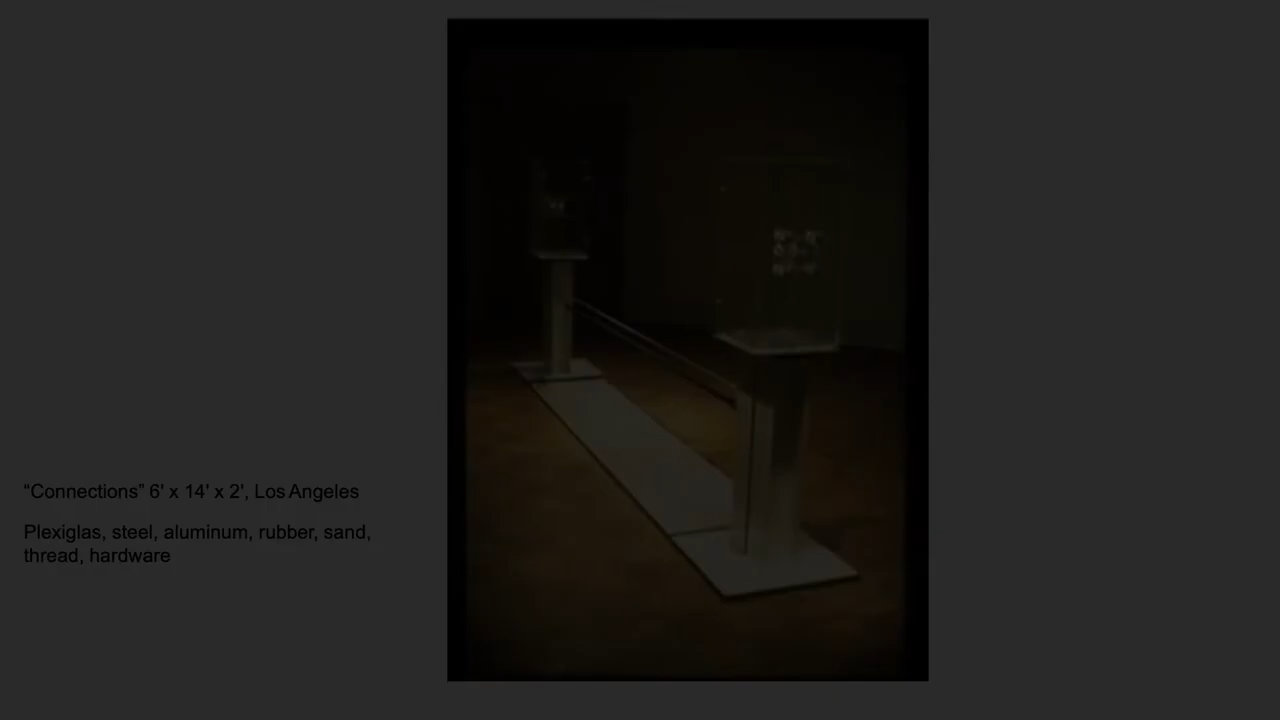 “Connections” 6' x 14' x 2', Los Angeles
Plexiglas, steel, aluminum, rubber, sand,
thread, hardware